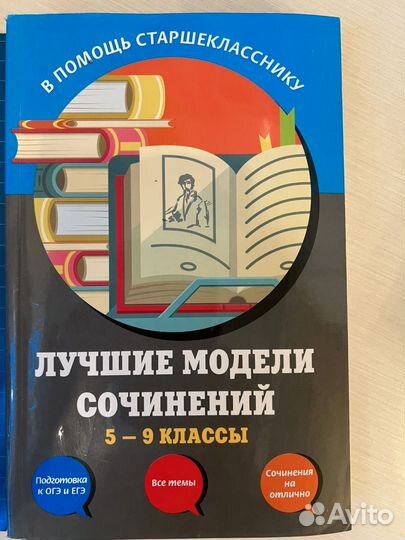 В ПОМОЩЬ СТАРШЕКЛАССНИКУ
ЛУЧШИЕ МОДЕЛИ
СОЧИНЕНИЙ
5 – 9 КЛАССЫ
Подготовка
к ОГЭ и ЕГЭ
Все темы
Сочинения
на
отлично
Avito